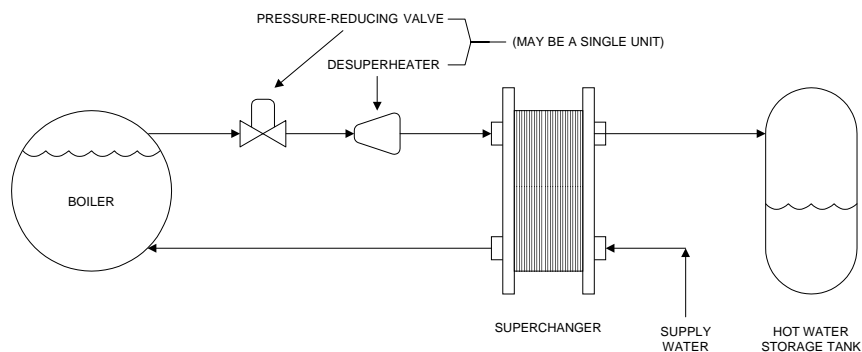 PRESSURE-REDUCING VALVE
(MAY BE A SINGLE UNIT)
DESUPERHEATER
BOILER
SUPERCHANGER
SUPPLY
WATER
HOT WATER
STORAGE TANK